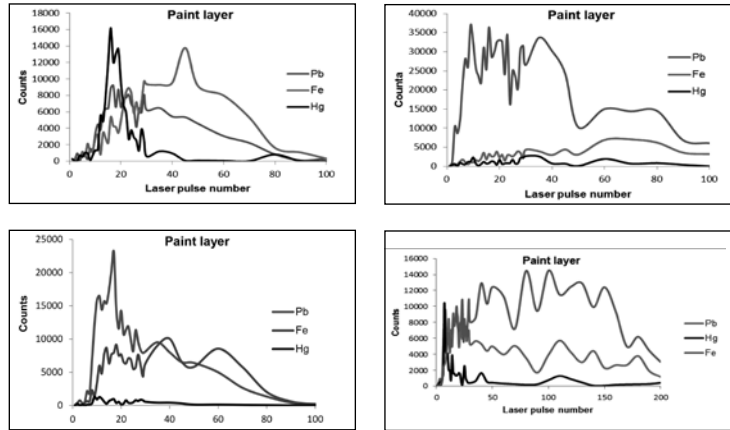 Paint layer
18000
16000
14000
12000
10000
8000
6000
4000
2000
0
Counts
Pb
Fe
Hg
0 20 40 60 80 100
Laser pulse number
Paint layer
40000
35000
30000
25000
20000
15000
10000
5000
0
Counta
Pb
Fe
Hg
0 20 40 60 80 100
Laser pulse number
Paint layer
25000
20000
15000
10000
5000
0
Counts
Pb
Fe
Hg
0 20 40 60 80 100
Laser pulse number
Paint layer
16000
14000
12000
10000
8000
6000
4000
2000
0
Counts
Pb
Hg
Fe
0 50 100 150 200
Laser pulse number